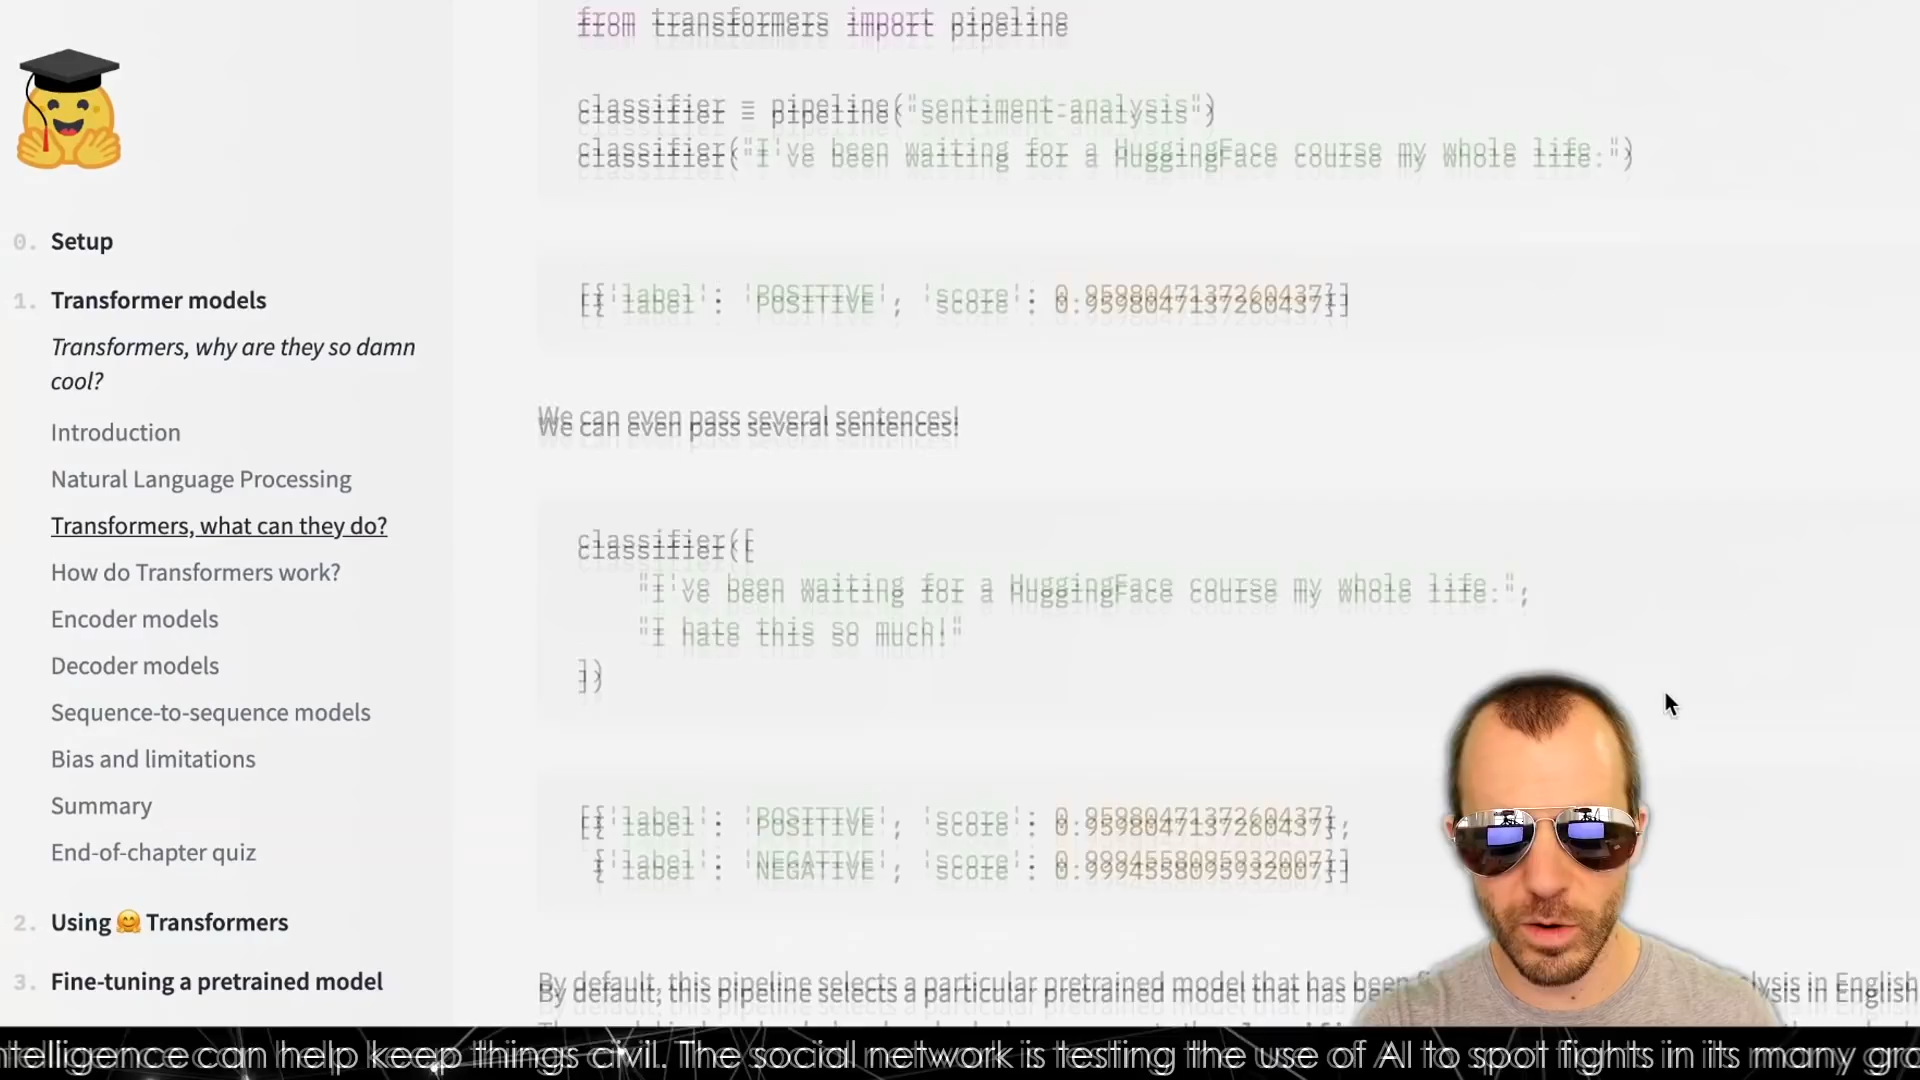 from transformers import pipeline
classifier = pipeline("sentiment-analysis")
classifier("I've been waiting for a HuggingFace course my whole life.")
[{'label': 'POSITIVE', 'score': 0.9598047137260437}]
We can even pass several sentences!
classifier([
"I've been waiting for a HuggingFace course my whole life.",
"I hate this so much!"
])
[{'label': 'POSITIVE', 'score': 0.9598047137260437},
{'label': 'NEGATIVE', 'score': 0.9994558095932007}]
By default, this pipeline selects a particular pretrained model that has been in English
0. Setup
1. Transformer models
Transformers, why are they so damn
cool?
Introduction
Natural Language Processing
Transformers, what can they do?
How do Transformers work?
Encoder models
Decoder models
Sequence-to-sequence models
Bias and limitations
Summary
End-of-chapter quiz
2. Using 🤗 Transformers
3. Fine-tuning a pretrained model
ntelligence can help keep things civil. The social network is testing the use of AI to spot fights in its many gro